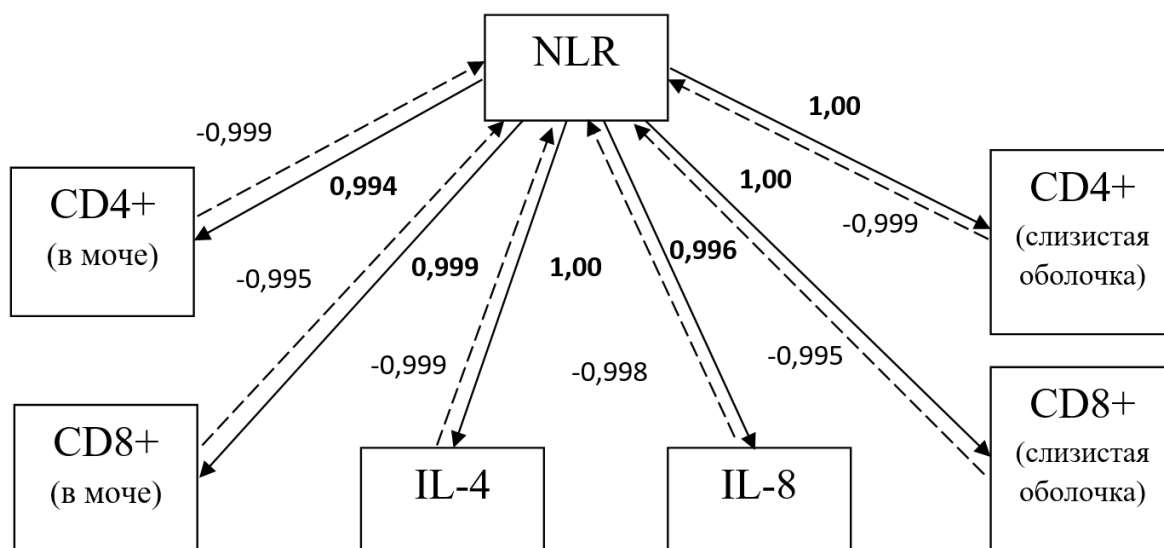 NLR
-0,999
1,00
CD4+
(в моче)
0,994
1,00
-0,999
CD4+
(слизистая
оболочка)
-0,995
0,999
1,00
0,996
-0,999
-0,998
-0,995
CD8+
(в моче)
IL-4
IL-8
CD8+
(слизистая
оболочка)